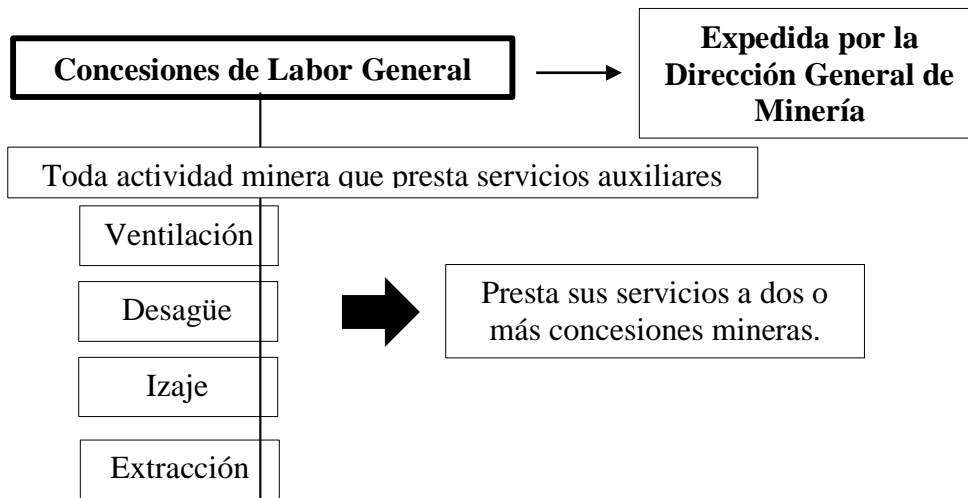 Concesiones de Labor General
Expedida por la
Dirección General de
Minería
Toda actividad minera que presta servicios auxiliares
Ventilación
Desagüe
Izaje
Extracción
Presta sus servicios a dos o
más concesiones mineras.